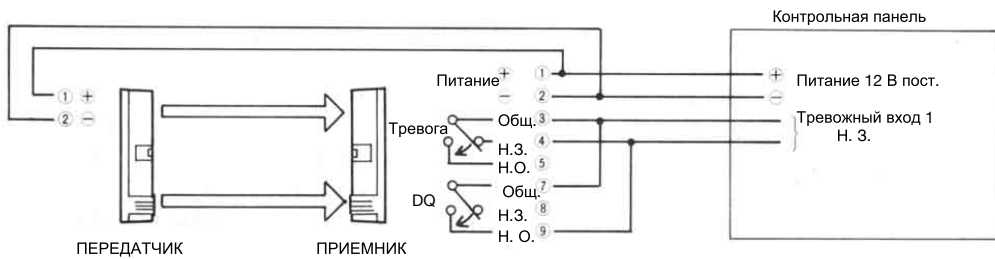 Контрольная панель
Питание + ① + Питание 12 В пост.
① + − ② −
② − Общ. ③ Тревожный вход 1
Тревога Н.З. ④ Н. З.
Н.О. ⑤
Общ. ⑦
DQ Н.З. ⑧
Н. О. ⑨
ПЕРЕДАТЧИК ПРИЕМНИК